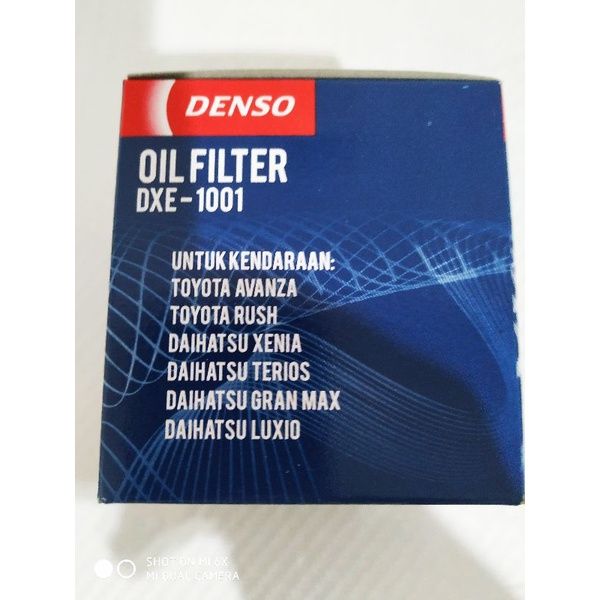 DENSO
OIL FILTER
DXE-1001
UNTUK KENDARAAN:
TOYOTA AVANZA
TOYOTA RUSH
DAIHATSU XENIA
DAIHATSU TERIOS
DAIHATSU GRAN MAX
DAIHATSU LUXIO
SHOT ON MI 6X
MI DUAL CAMERA